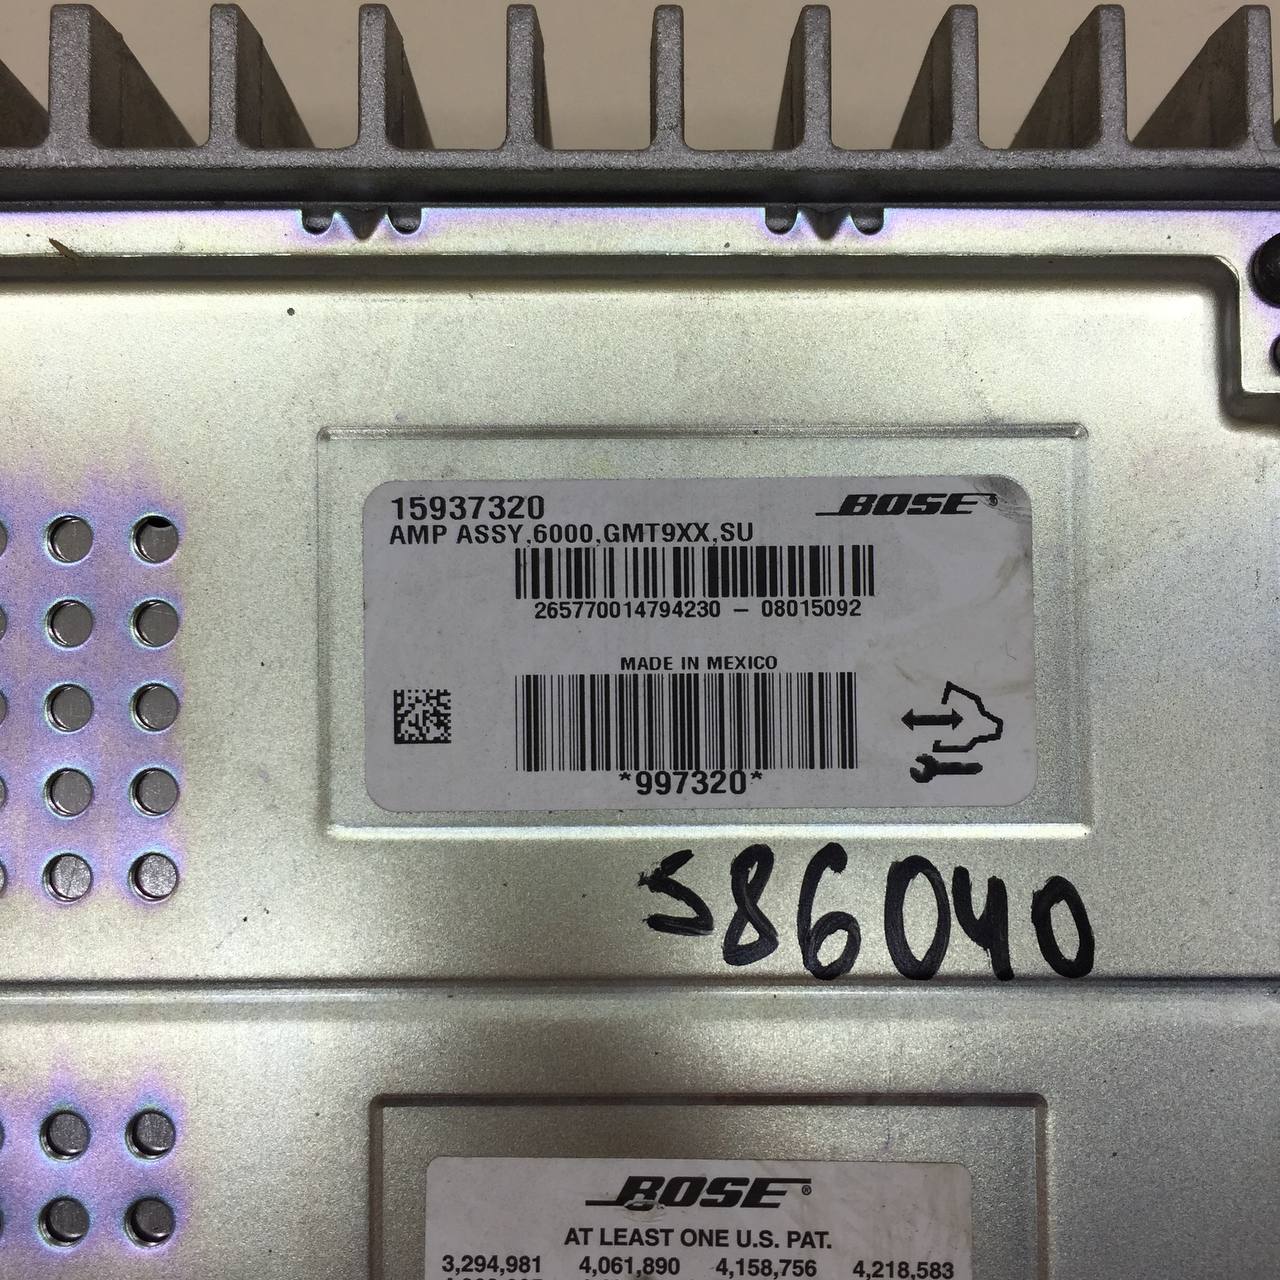 15937320
BOSE®
AMP ASSY,6000,GMT9XX,SU
265770014794230 – 08015092
MADE IN MEXICO
*997320*
S86040
BOSE®
AT LEAST ONE U.S. PAT.
3,294,981 4,061,890 4,158,756 4,218,583